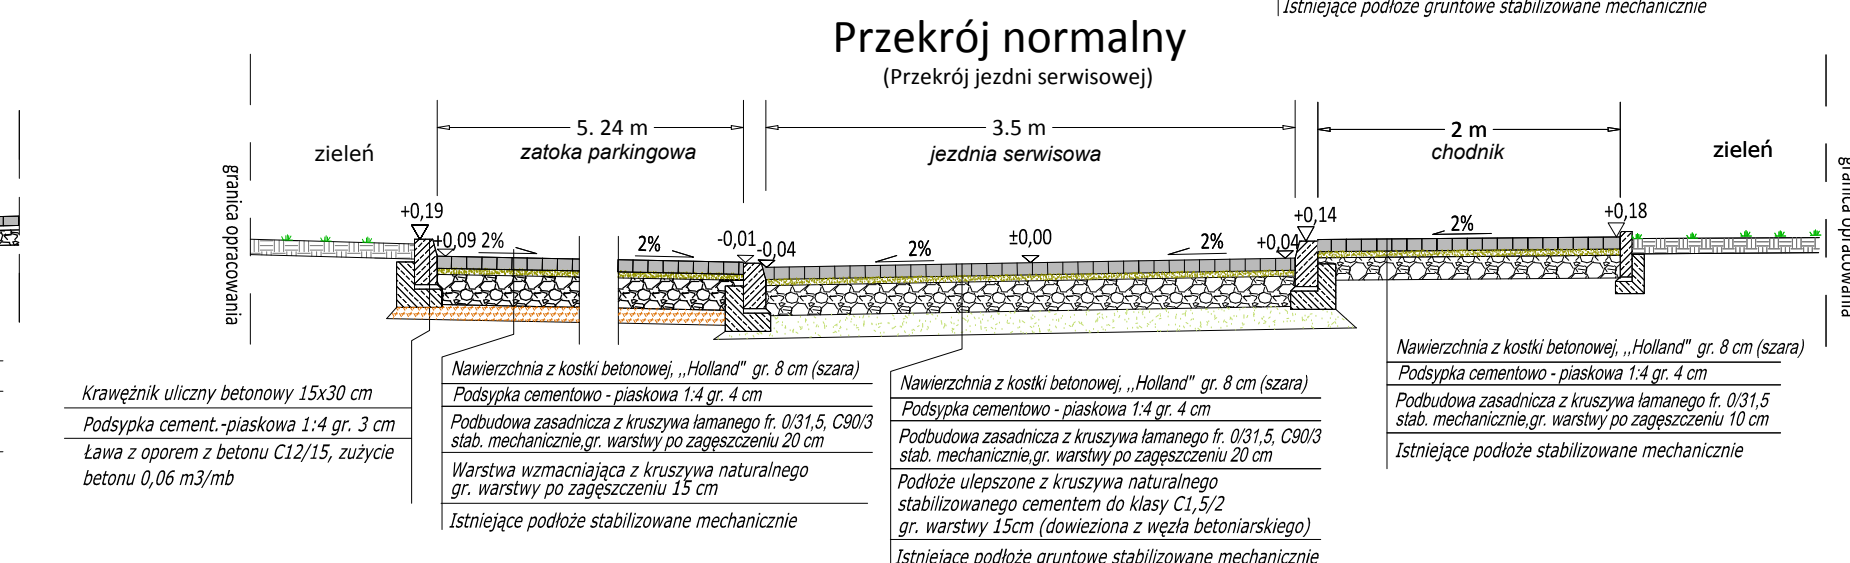 Istniejące podłoże gruntowe stabilizowane mechanicznie
Przekrój normalny
(Przekrój jezdni serwisowej)
5. 24 m
3.5 m
2 m
zieleń
zatoka parkingowa
jezdnia serwisowa
chodnik
zieleń
granica opracowania
granica opracowania
+0,19
+0,09
2%
2%
-0,01
-0,04
2%
±0,00
2%
+0,04
+0,14
2%
+0,18
Krawężnik uliczny betonowy 15x30 cm
Podsypka cement.-piaskowa 1:4 gr. 3 cm
Ława z oporem z betonu C12/15, zużycie
betonu 0,06 m3/mb
Nawierzchnia z kostki betonowej, ,,Holland" gr. 8 cm (szara)
Podsypka cementowo - piaskowa 1:4 gr. 4 cm
Podbudowa zasadnicza z kruszywa łamanego fr. 0/31,5, C90/3
stab. mechanicznie,gr. warstwy po zagęszczeniu 20 cm
Warstwa wzmacniająca z kruszywa naturalnego
gr. warstwy po zagęszczeniu 15 cm
Istniejące podłoże stabilizowane mechanicznie
Nawierzchnia z kostki betonowej, ,,Holland" gr. 8 cm (szara)
Podsypka cementowo - piaskowa 1:4 gr. 4 cm
Podbudowa zasadnicza z kruszywa łamanego fr. 0/31,5, C90/3
stab. mechanicznie,gr. warstwy po zagęszczeniu 20 cm
Podłoże ulepszone z kruszywa naturalnego
stabilizowanego cementem do klasy C1,5/2
gr. warstwy 15cm (dowieziona z węzła betoniarskiego)
Istniejące podłoże gruntowe stabilizowane mechanicznie
Nawierzchnia z kostki betonowej, ,,Holland" gr. 8 cm (szara)
Podsypka cementowo - piaskowa 1:4 gr. 4 cm
Podbudowa zasadnicza z kruszywa łamanego fr. 0/31,5
stab. mechanicznie,gr. warstwy po zagęszczeniu 10 cm
Istniejące podłoże stabilizowane mechanicznie